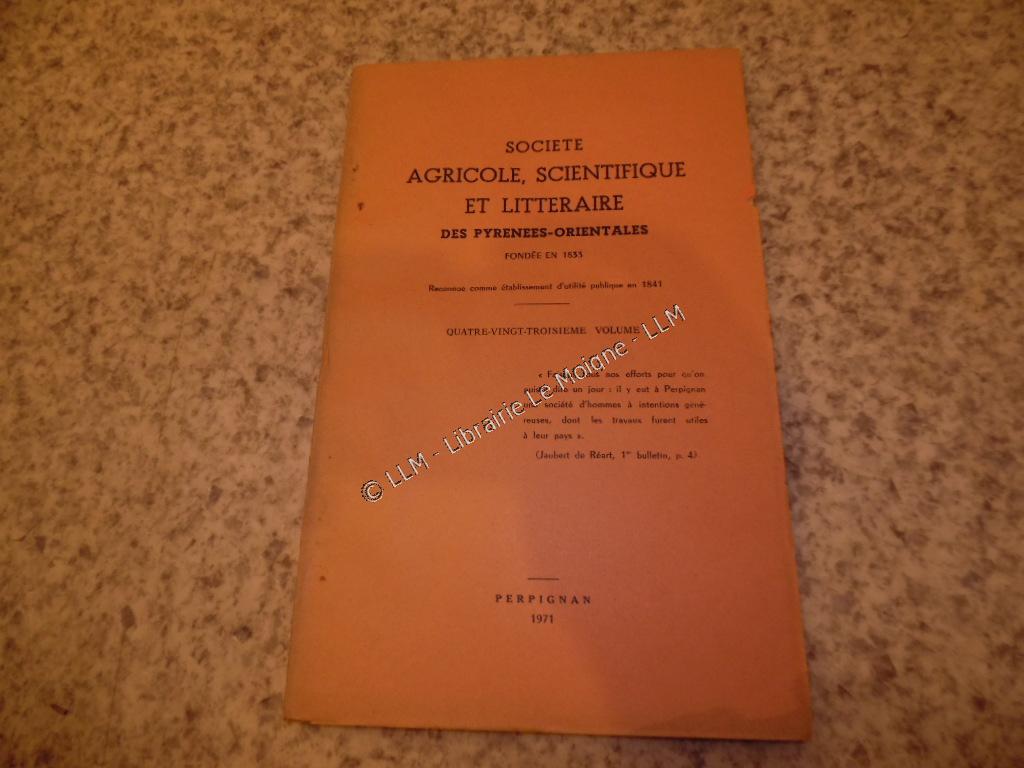 SOCIETE
AGRICOLE, SCIENTIFIQUE
ET LITTERAIRE
DES PYRENEES-ORIENTALES
FONDÉE EN 1833
Reconnue comme établissement d'utilité publique en 1841
QUATRE-VINGT-TROISIEME VOLUME
nos efforts pour qu'on
un jour : il y eut à Perpignan
une société d'hommes à intentions géné-
reuses, dont les travaux furent utiles
à leur pays ».
(Jaubert de Réart, 1er bulletin, p. 4)
PERPIGNAN
1971
© LLM - Librairie Le Moigne - LLM